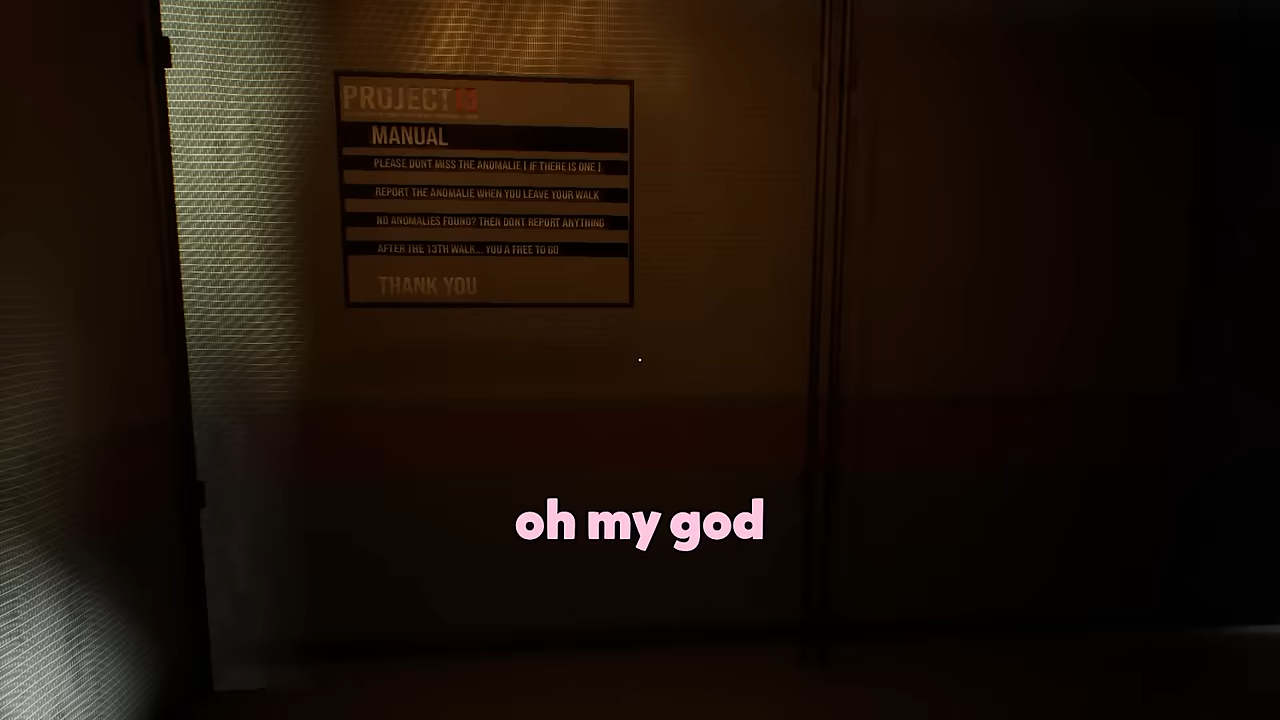 PROJECT 13
MANUAL
PLEASE DONT MISS THE ANOMALIE [ IF THERE IS ONE ]
REPORT THE ANOMALIE WHEN YOU LEAVE YOUR WALK
NO ANOMALIES FOUND? THEN DONT REPORT ANYTHING
AFTER THE 13TH WALK... YOU A FREE TO GO
THANK YOU
oh my god